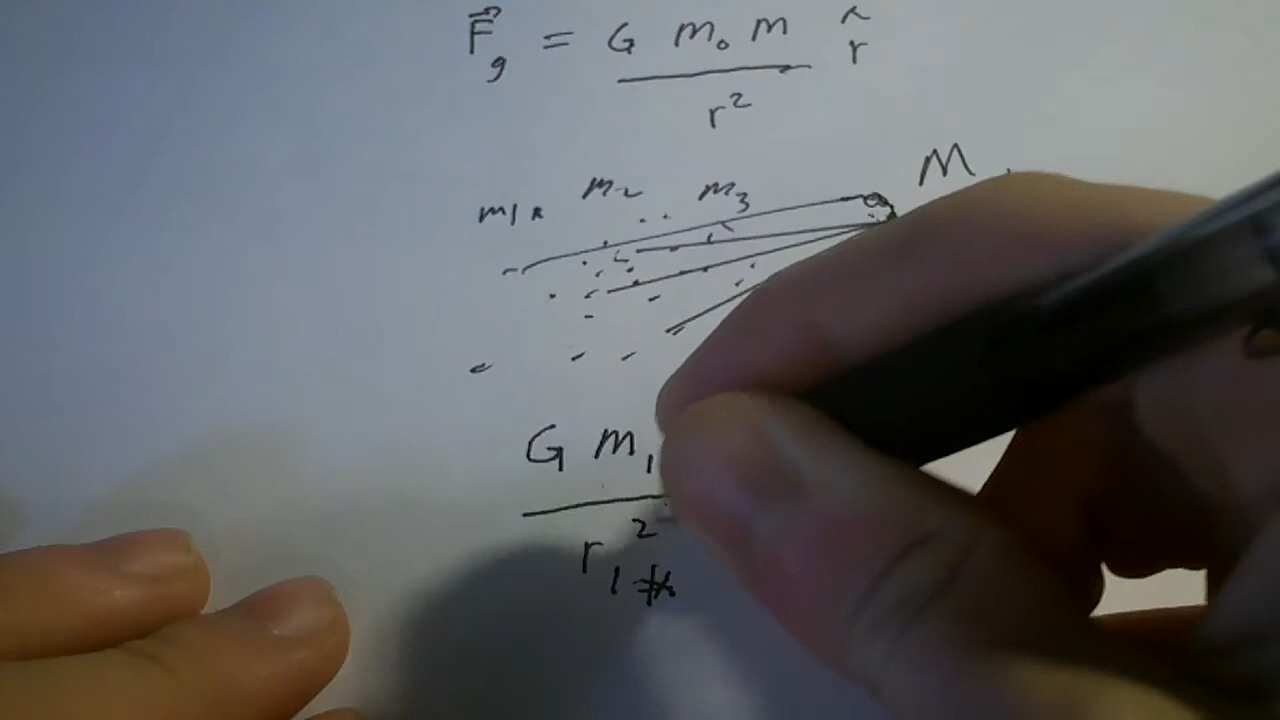 F⃗g = G m₀ m / r² r̂
M
m₂ m₃
m1
G m₁
r₁²